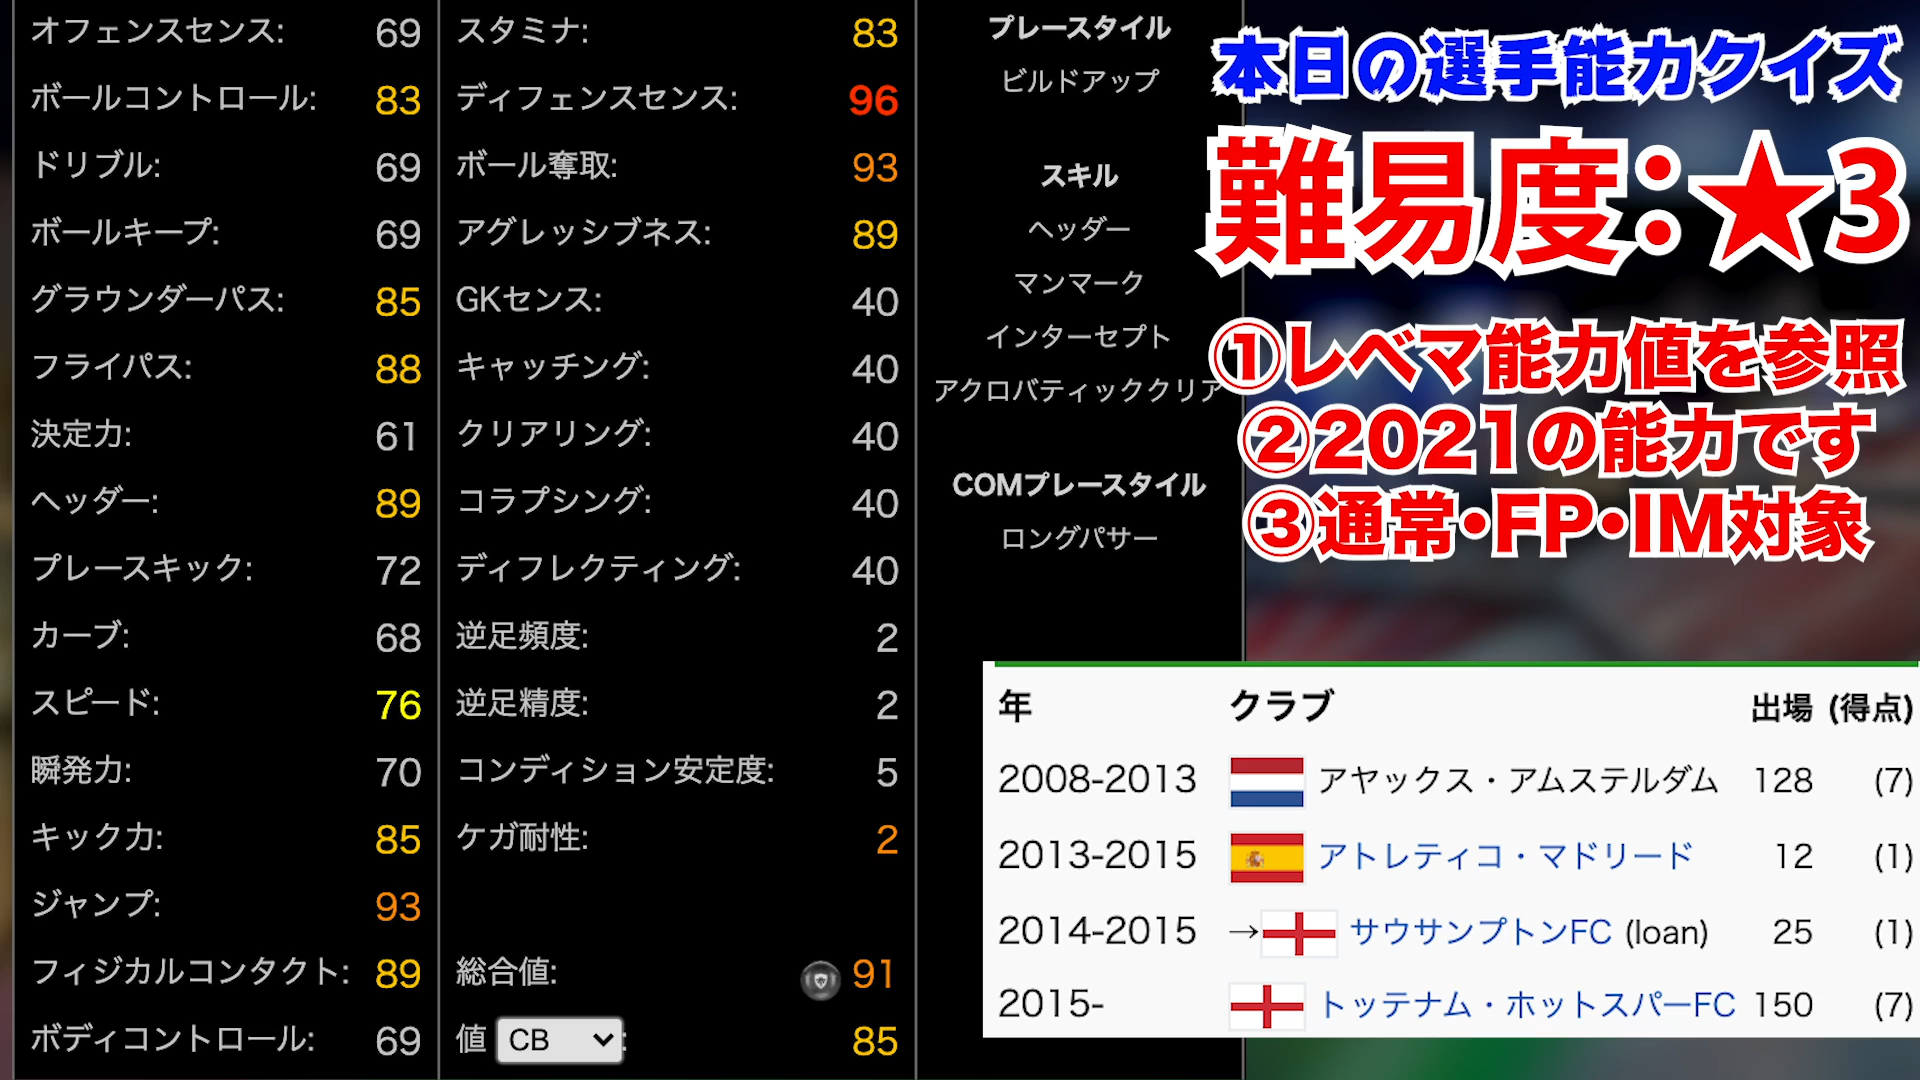 オフェンスセンス: 69
ボールコントロール: 83
ドリブル: 69
ボールキープ: 69
グラウンダーパス: 85
フライパス: 88
決定力: 61
ヘッダー: 89
プレースキック: 72
カーブ: 68
スピード: 76
瞬発力: 70
キック力: 85
ジャンプ: 93
フィジカルコンタクト: 89
ボディコントロール: 69
スタミナ: 83
ディフェンスセンス: 96
ボール奪取: 93
アグレッシブネス: 89
GKセンス: 40
キャッチング: 40
クリアリング: 40
コラプシング: 40
ディフレクティング: 40
逆足頻度: 2
逆足精度: 2
コンディション安定度: 5
ケガ耐性: 2
総合値: 91
値 CB : 85
プレースタイル
ビルドアップ
スキル
ヘッダー
マンマーク
インターセプト
アクロバティッククリア
COMプレースタイル
ロングパサー
本日の選手能力クイズ
難易度:★3
①レベマ能力値を参照
②2021の能力です
③通常・FP・IM対象
年 クラブ 出場 (得点)
2008-2013 アヤックス・アムステルダム 128 (7)
2013-2015 アトレティコ・マドリード 12 (1)
2014-2015 →サウサンプトンFC (loan) 25 (1)
2015- トッテナム・ホットスパーFC 150 (7)